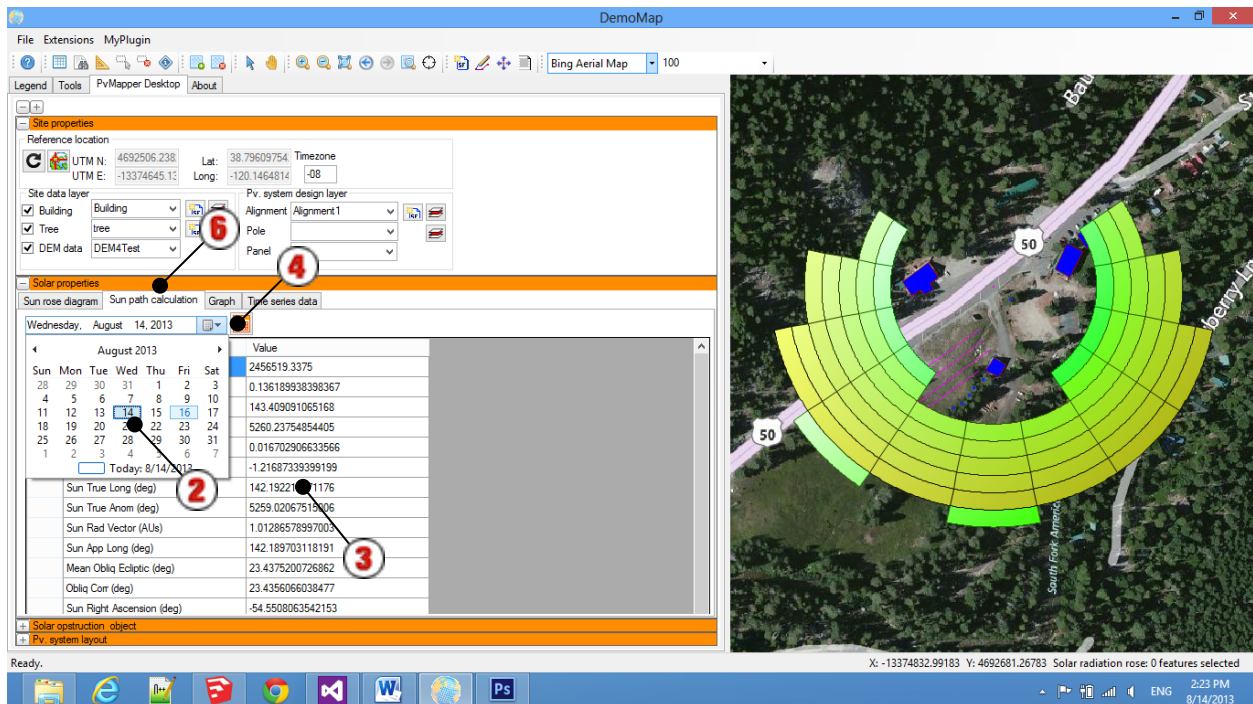 DemoMap
File Extensions MyPlugin
Bing Aerial Map 100
Legend Tools PvMapper Desktop About
Site properties
Reference location
UTM N: 4692506.238. Lat: 38.79609754. Timezone
UTM E: -13374645.13 Long: -120.1464814 -08
Site data layer Pv. system design layer
Building Building Alignment Alignment1
Tree tree Pole
DEM data DEM4Test Panel
6
4
Solar properties
Sun rose diagram Sun path calculation Graph Time series data
Wednesday, August 14, 2013
August 2013 Value
Sun Mon Tue Wed Thu Fri Sat 2456519.3375
28 29 30 31 1 2 3 0.136189938398367
4 5 6 7 8 9 10
11 12 13 14 15 16 17 143.409091065168
18 19 20 22 23 24 5260.23754854405
25 26 27 28 29 30 31 0.016702906633566
1 2 3 4 5 6 7
Today: 8/14/2013 -1.21687339399199
2
Sun True Long (deg)
Sun True Anom (deg)
Sun Rad Vector (AUs) 1.01286578997003
3
Sun App Long (deg) 142.189703118191
Mean Obliq Ecliptic (deg) 23.4375200726862
Obliq Corr (deg) 23.4356066038477
Sun Right Ascension (deg) -54.5508063542153
Solar opstruction object
Pv. system layout
50
50
South Fork America
Ready. X: -13374832.99183 Y: 4692681.26783 Solar radiation rose: 0 features selected
W Ps ENG 2:23 PM
8/14/2013